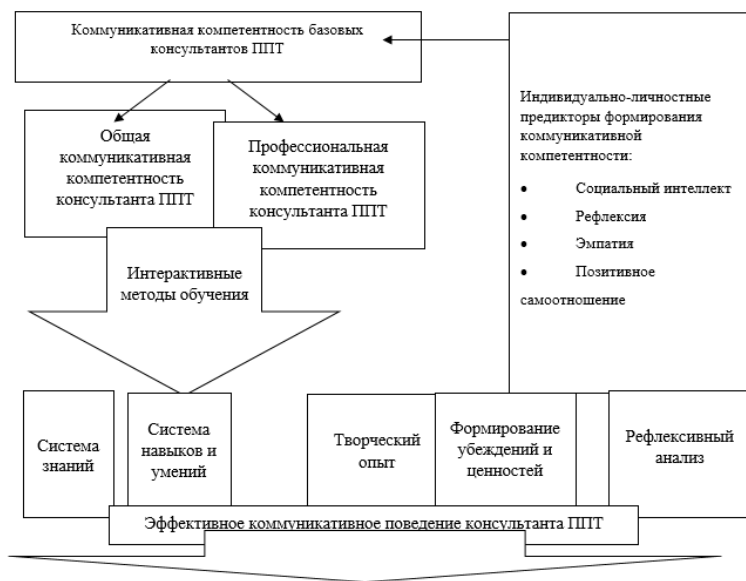 Коммуникативная компетентность базовых
консультантов ППТ
Индивидуально-личностные
предикторы формирования
коммуникативной
компетентности:
• Социальный интеллект
• Рефлексия
• Эмпатия
• Позитивное
самоотношение
Общая
коммуникативная
компетентность
консультанта ППТ
Профессиональная
коммуникативная
компетентность
консультанта ППТ
Интерактивные
методы обучения
Система
знаний
Система
навыков и
умений
Творческий
опыт
Формирование
убеждений и
ценностей
Рефлексивный
анализ
Эффективное коммуникативное поведение консультанта ППТ